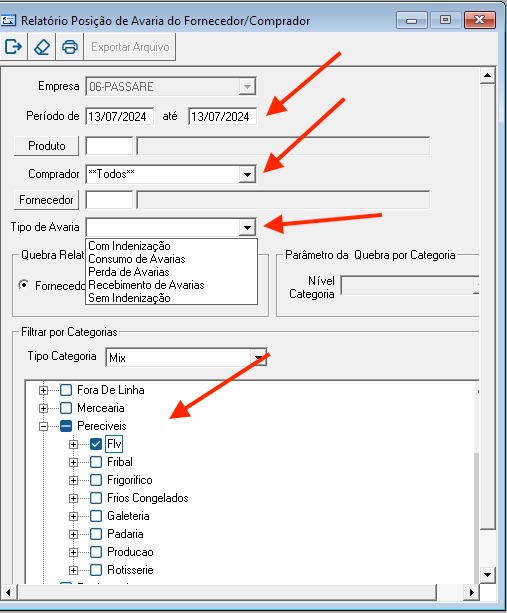 Relatório Posição de Avaria do Fornecedor/Comprador
Exportar Arquivo
Empresa 06-PASSARE
Período de 13/07/2024 até 13/07/2024
Produto
Comprador **Todos**
Fornecedor
Tipo de Avaria
Com Indenização
Consumo de Avarias
Perda de Avarias
Recebimento de Avarias
Sem Indenização
Quebra Relat
Fornecedo
Parâmetro da Quebra por Categoria
Nível
Categoria
Filtrar por Categorias
Tipo Categoria Mix
Fora De Linha
Mercearia
Pereciveis
Flv
Fribal
Frigorifico
Frios Congelados
Galeteria
Padaria
Producao
Rotisserie